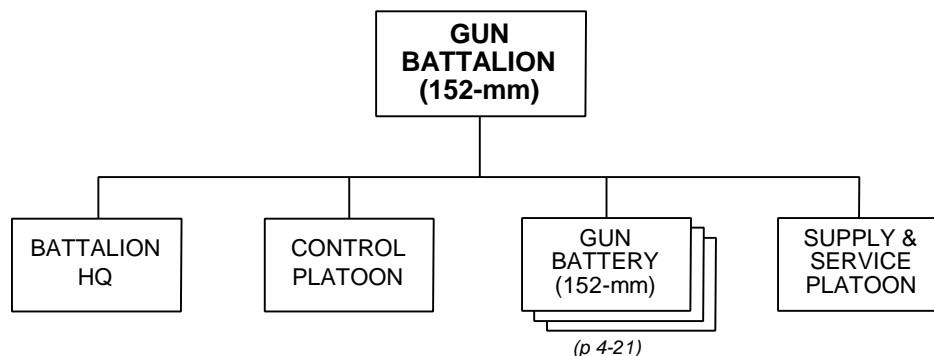 GUN
BATTALION
(152-mm)
BATTALION
HQ
CONTROL
PLATOON
GUN
BATTERY
(152-mm)
(p 4-21)
SUPPLY &
SERVICE
PLATOON